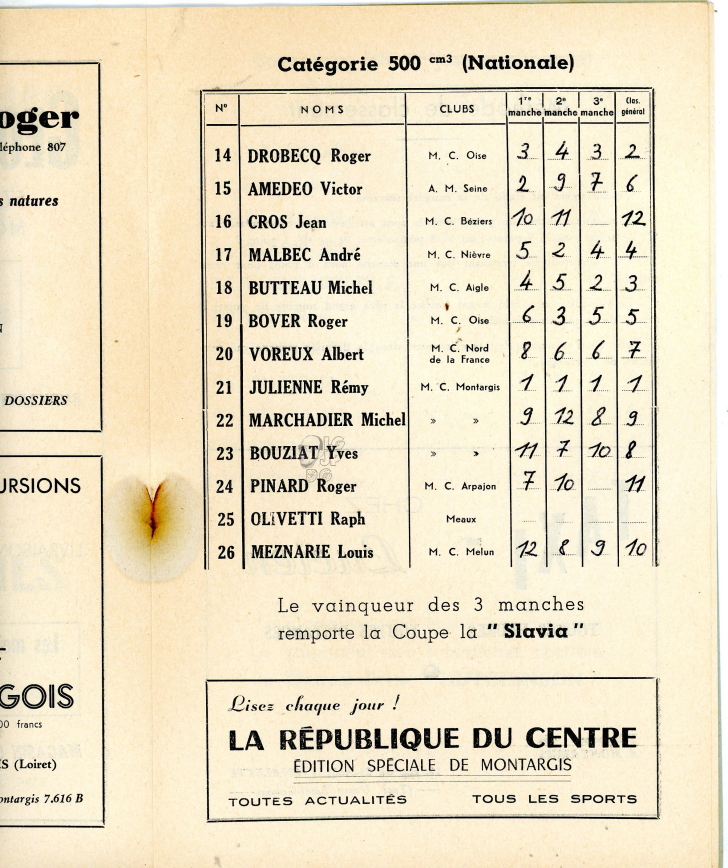 oger
léphone 807
s natures
DOSSIERS
URSIONS
GOIS
00 francs
S (Loiret)
ontargis 7.616 B
Catégorie 500 cm3 (Nationale)
N° NOMS CLUBS 1re manche 2e manche 3e manche Clas. général
14 DROBECQ Roger M. C. Oise 3 4 3 2
15 AMEDEO Victor A. M. Seine 2 9 7 6
16 CROS Jean M. C. Béziers 10 11 12
17 MALBEC André M. C. Nièvre 5 2 4 4
18 BUTTEAU Michel M. C. Aigle 4 5 2 3
19 BOVER Roger M. C. Oise 6 3 5 5
20 VOREUX Albert M. C. Nord de la France 8 6 6 7
21 JULIENNE Rémy M. C. Montargis 1 1 1 1
22 MARCHADIER Michel » » 9 12 8 9
23 BOUZIAT Yves » » 11 7 10 8
24 PINARD Roger M. C. Arpajon 7 10 11
25 OLIVETTI Raph Meaux
26 MEZNARIE Louis M. C. Melun 12 8 9 10
Le vainqueur des 3 manches
remporte la Coupe la " Slavia "
Lisez chaque jour !
LA RÉPUBLIQUE DU CENTRE
ÉDITION SPÉCIALE DE MONTARGIS
TOUTES ACTUALITÉS TOUS LES SPORTS